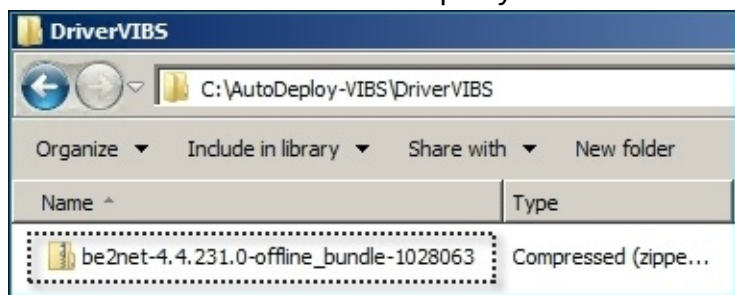 DriverVIBS
C:\AutoDeploy-VIBS\DriverVIBS
Organize Include in library Share with New folder
Name Type
be2net-4.4.231.0-offline_bundle-1028063 Compressed (zippe...